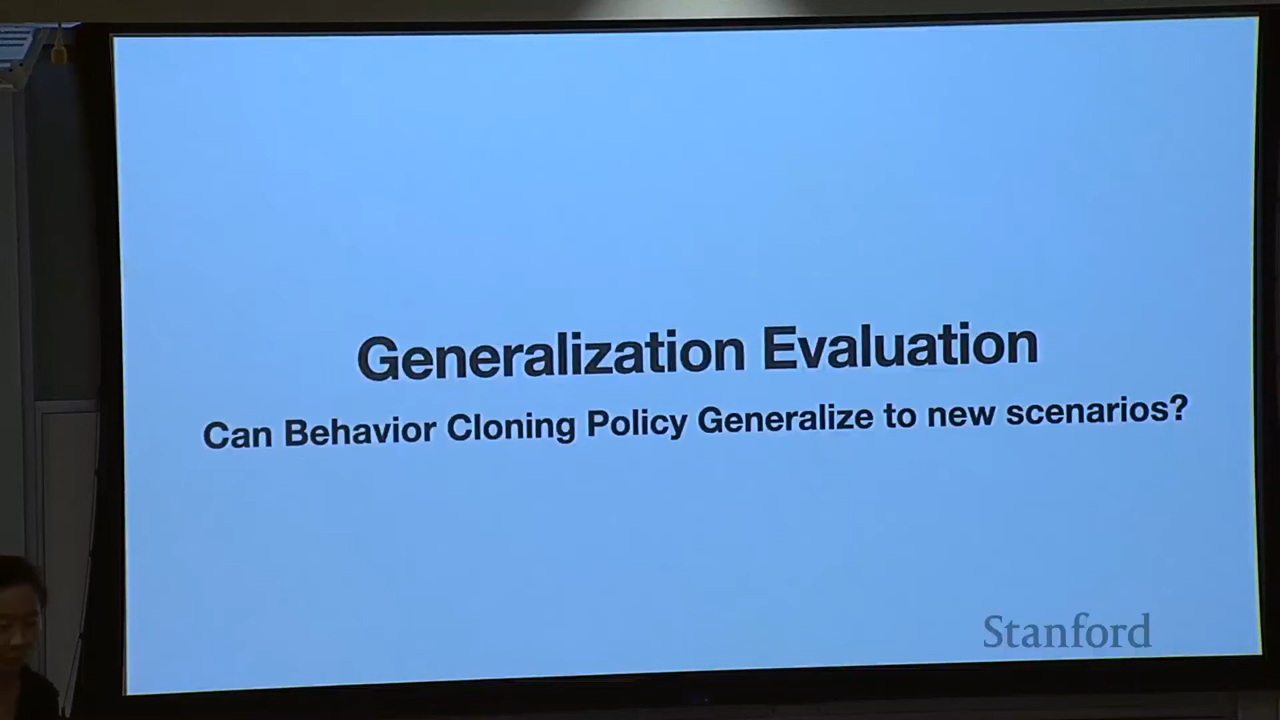 Generalization Evaluation
Can Behavior Cloning Policy Generalize to new scenarios?
Stanford